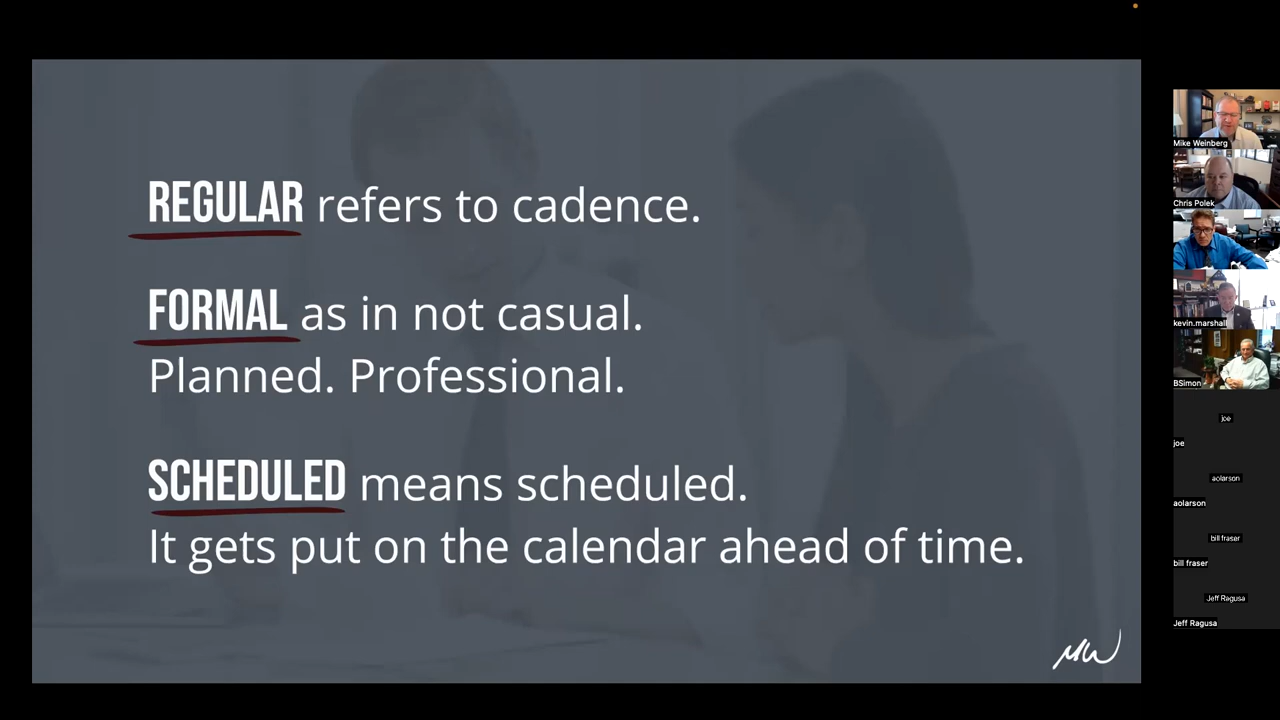 REGULAR refers to cadence.
FORMAL as in not casual.
Planned. Professional.
SCHEDULED means scheduled.
It gets put on the calendar ahead of time.
MW
Mike Weinberg
Chris Polek
kevin.marshall
BSimon
joe
joe
aolarson
aolarson
bill fraser
bill fraser
Jeff Ragusa
Jeff Ragusa